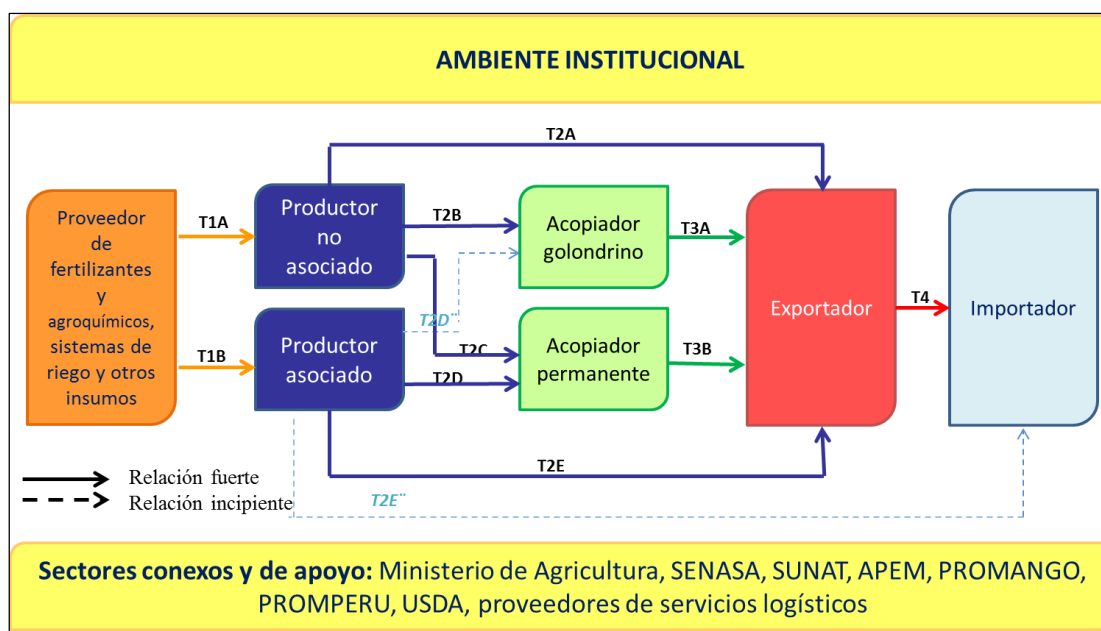 AMBIENTE INSTITUCIONAL
T2A
Proveedor
de
fertilizantes
y
agroquímicos,
sistemas de
riego y otros
insumos
T1A
T1B
Productor
no
asociado
Productor
asociado
T2B
T2D¨
T2C
T2D
Acopiador
golondrino
Acopiador
permanente
T3A
T3B
Exportador
T4
Importador
T2E
T2E¨
Relación fuerte
Relación incipiente
Sectores conexos y de apoyo: Ministerio de Agricultura, SENASA, SUNAT, APEM, PROMANGO,
PROMPERU, USDA, proveedores de servicios logísticos